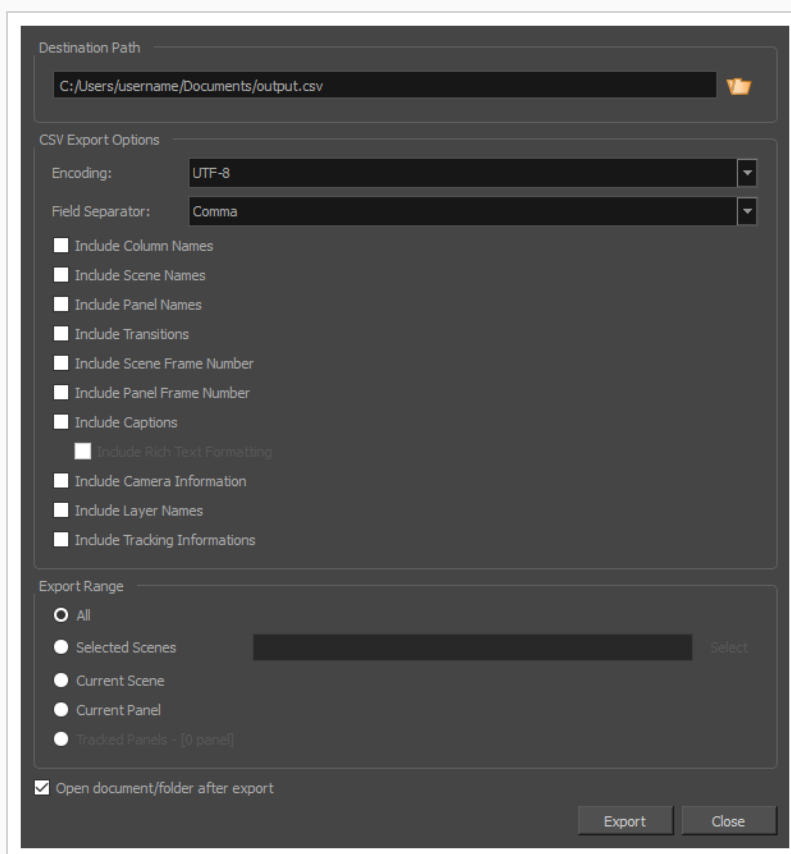 Destination Path
C:/Users/username/Documents/output.csv
CSV Export Options
Encoding: UTF-8
Field Separator: Comma
Include Column Names
Include Scene Names
Include Panel Names
Include Transitions
Include Scene Frame Number
Include Panel Frame Number
Include Captions
Include Rich Text Formatting
Include Camera Information
Include Layer Names
Include Tracking Informations
Export Range
All
Selected Scenes Select
Current Scene
Current Panel
Tracked Panels - [0 panel]
Open document/folder after export
Export Close